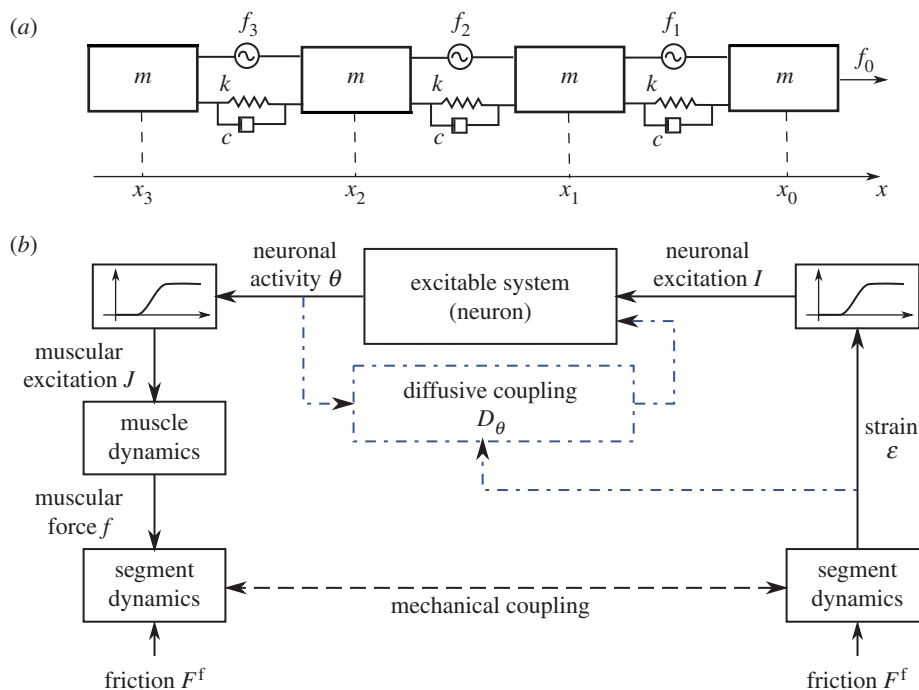 (a)
f3 f2 f1
m m m m f0
k k k
c c c
x3 x2 x1 x0 x
(b)
neuronal
activity θ
excitable system
(neuron)
neuronal
excitation I
muscular
excitation J
diffusive coupling
Dθ
muscle
dynamics
strain
ε
muscular
force f
segment
dynamics
mechanical coupling
segment
dynamics
friction Ff
friction Ff